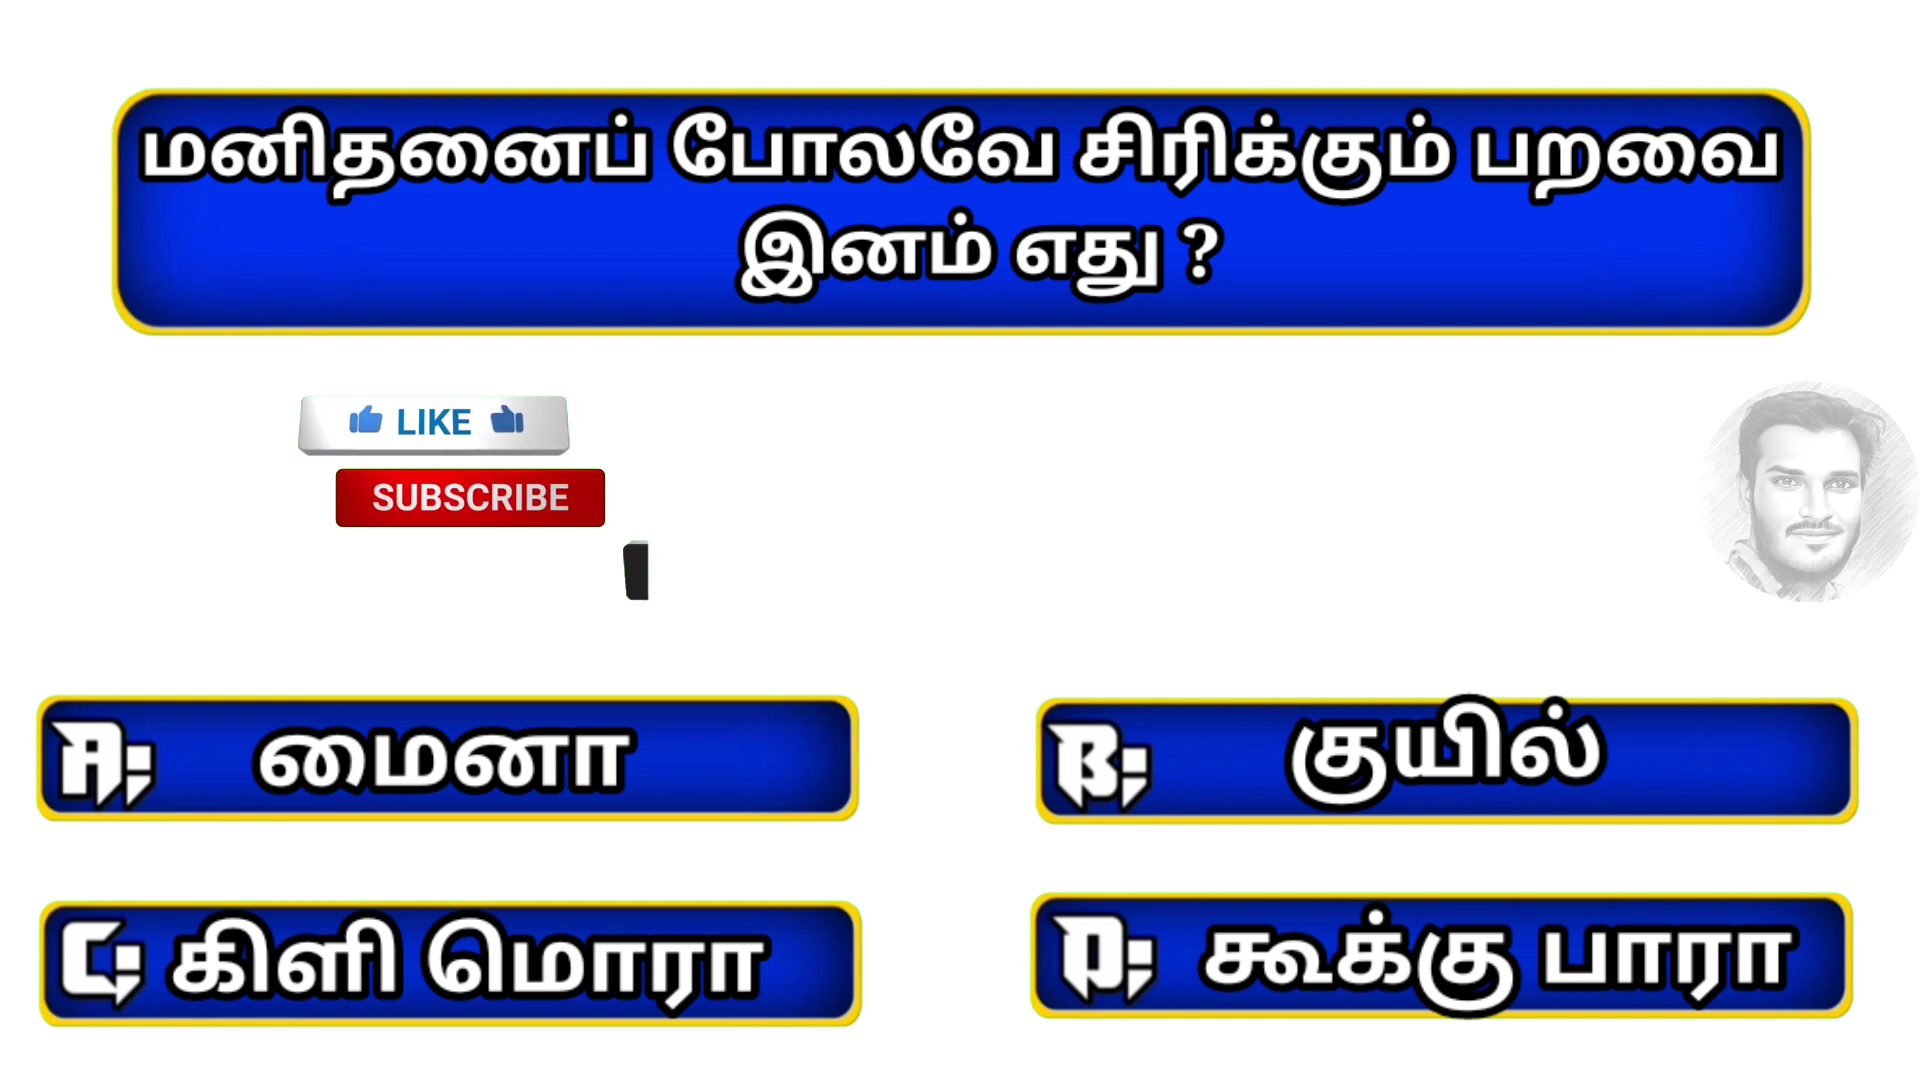 மனிதனைப் போலவே சிரிக்கும் பறவை
இனம் எது ?
LIKE
SUBSCRIBE
A: மைனா
B: குயில்
C: கிளி மொரா
D: கூக்கு பாரா